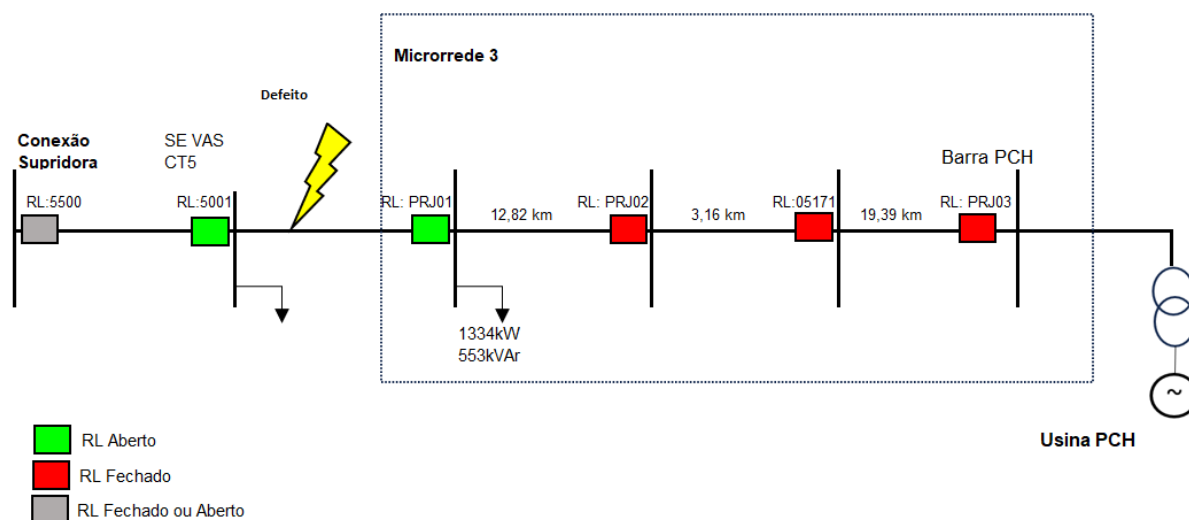 Microrrede 3
Defeito
Conexão
Supridora
SE VAS
CT5
Barra PCH
RL:5500
RL:5001
RL: PRJ01
RL: PRJ02
RL:05171
RL: PRJ03
12,82 km
3,16 km
19,39 km
1334kW
553kVAr
~
Usina PCH
RL Aberto
RL Fechado
RL Fechado ou Aberto